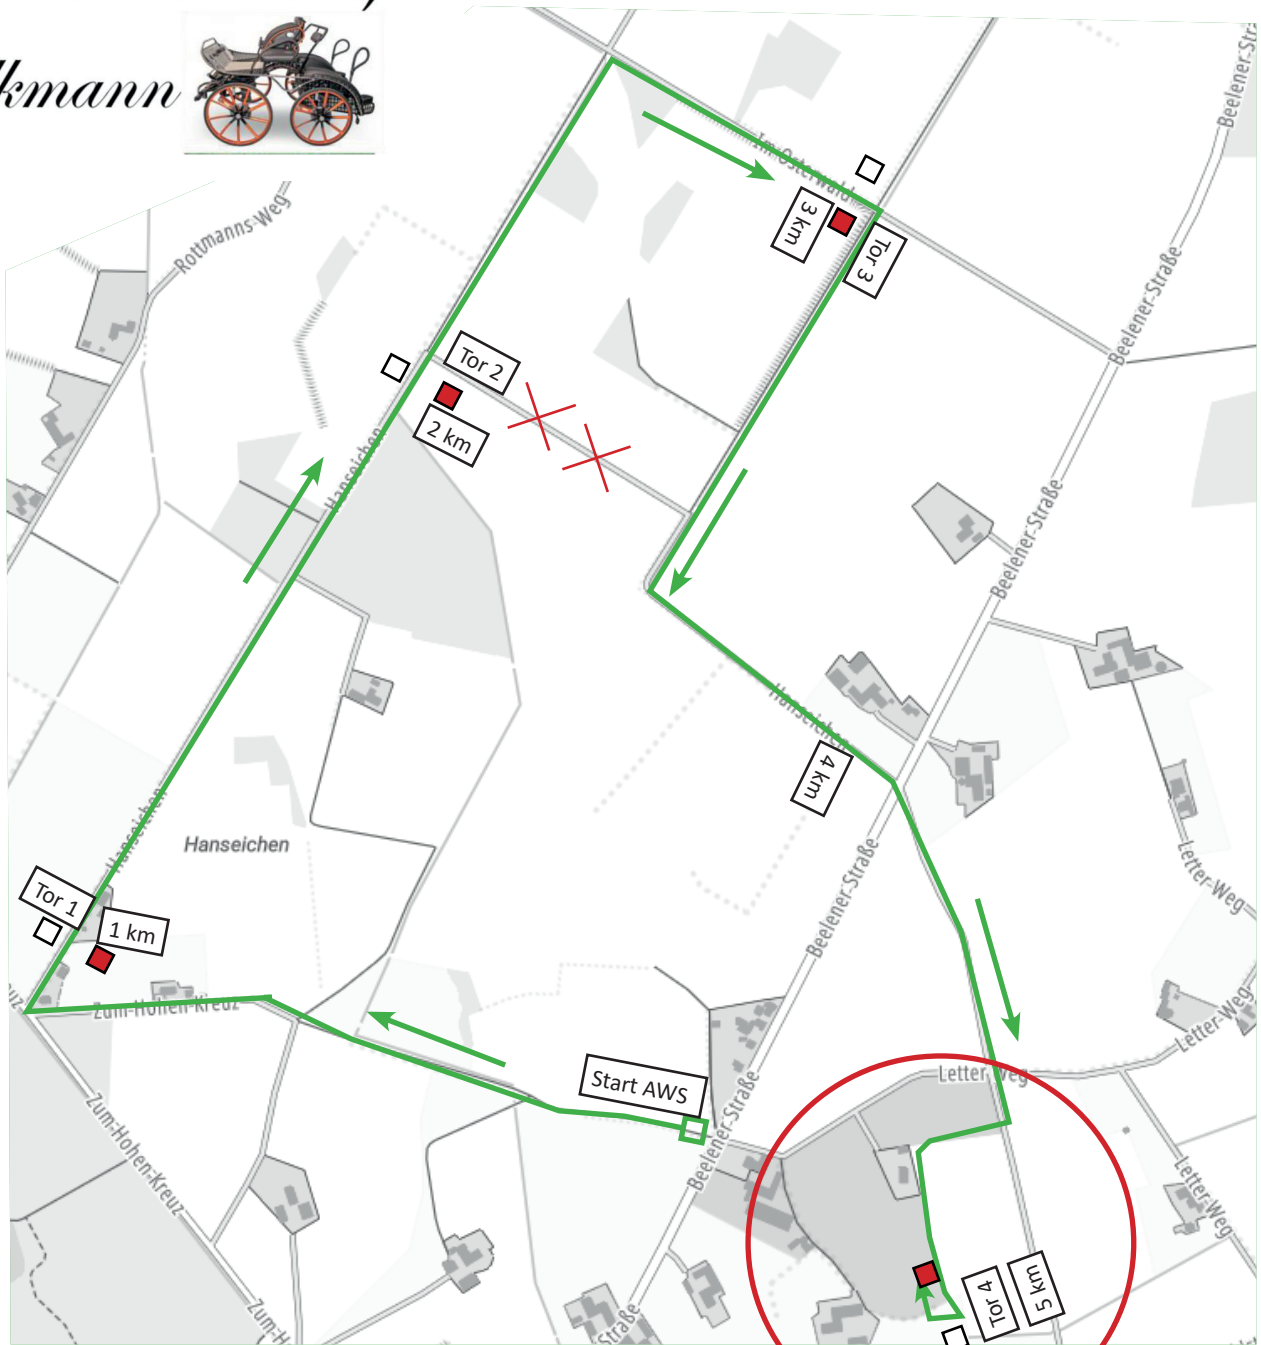 kmann
Beelener-Str
Rottmanns-Weg
Im Osterwald
3 km
Tor 3
Beelener-Straße
Tor 2
2 km
Hanseichen
Beelener-Straße
Hanseichen
4 km
Hanseichen
Hanseichen
Letter-Weg
Tor 1
1 km
Beelener-Straße
Zum-Hohen-Kreuz
uz
Letter-Weg
Letter-Weg
Start AWS
Beelener-Straße
Zum-Hohen-Kreuz
Letter-Weg
Tor 4
5 km
Zum-H
Straße